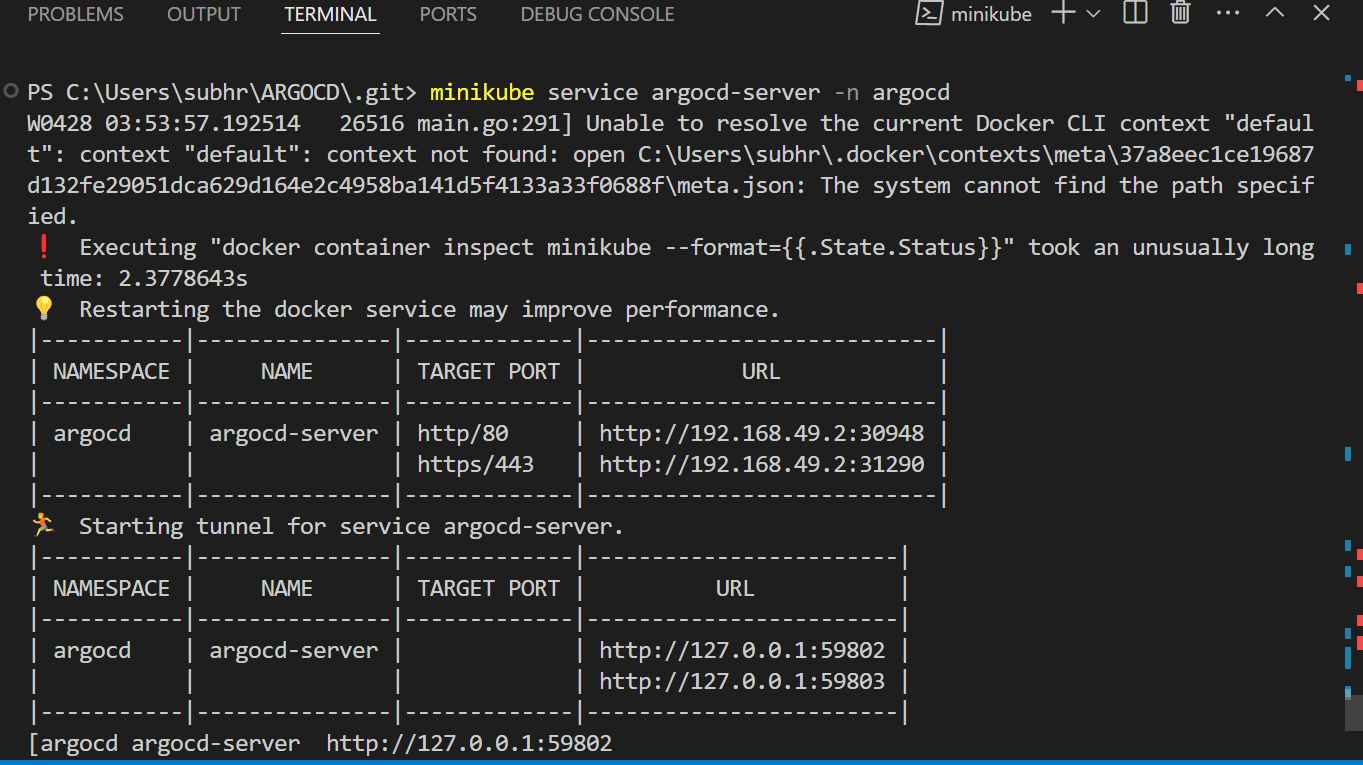 PROBLEMS OUTPUT TERMINAL PORTS DEBUG CONSOLE minikube
PS C:\Users\subhr\ARGOCD\.git> minikube service argocd-server -n argocd
W0428 03:53:57.192514   26516 main.go:291] Unable to resolve the current Docker CLI context "defaul
t": context "default": context not found: open C:\Users\subhr\.docker\contexts\meta\37a8eec1ce19687
d132fe29051dca629d164e2c4958ba141d5f4133a33f0688f\meta.json: The system cannot find the path specif
ied.
❗  Executing "docker container inspect minikube --format={{.State.Status}}" took an unusually long
 time: 2.3778643s
💡  Restarting the docker service may improve performance.
|-----------|---------------|-------------|---------------------------|
| NAMESPACE |     NAME      | TARGET PORT |            URL            |
|-----------|---------------|-------------|---------------------------|
| argocd    | argocd-server | http/80     | http://192.168.49.2:30948 |
|           |               | https/443   | http://192.168.49.2:31290 |
|-----------|---------------|-------------|---------------------------|
🏃  Starting tunnel for service argocd-server.
|-----------|---------------|-------------|------------------------|
| NAMESPACE |     NAME      | TARGET PORT |          URL           |
|-----------|---------------|-------------|------------------------|
| argocd    | argocd-server |             | http://127.0.0.1:59802 |
|           |               |             | http://127.0.0.1:59803 |
|-----------|---------------|-------------|------------------------|
[argocd argocd-server  http://127.0.0.1:59802